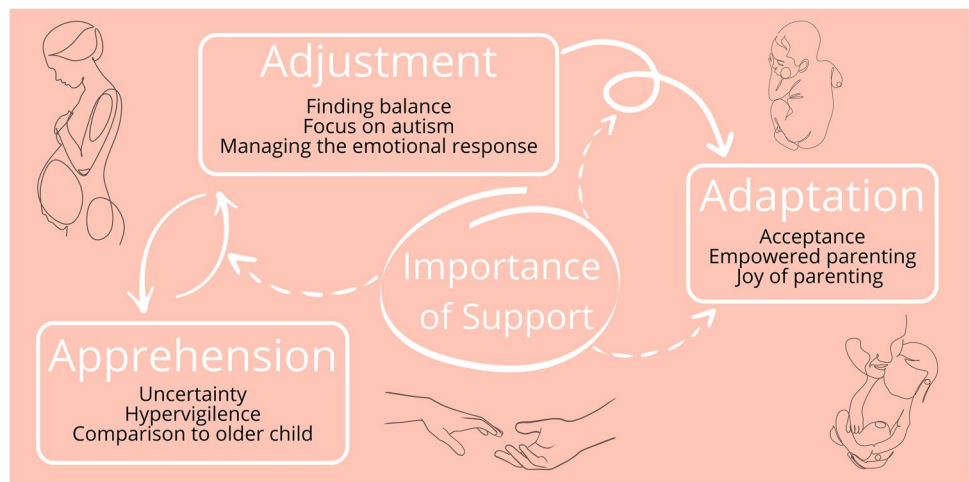 Adjustment
Finding balance
Focus on autism
Managing the emotional response
Adaptation
Acceptance
Empowered parenting
Joy of parenting
Importance
of Support
Apprehension
Uncertainty
Hypervigilence
Comparison to older child